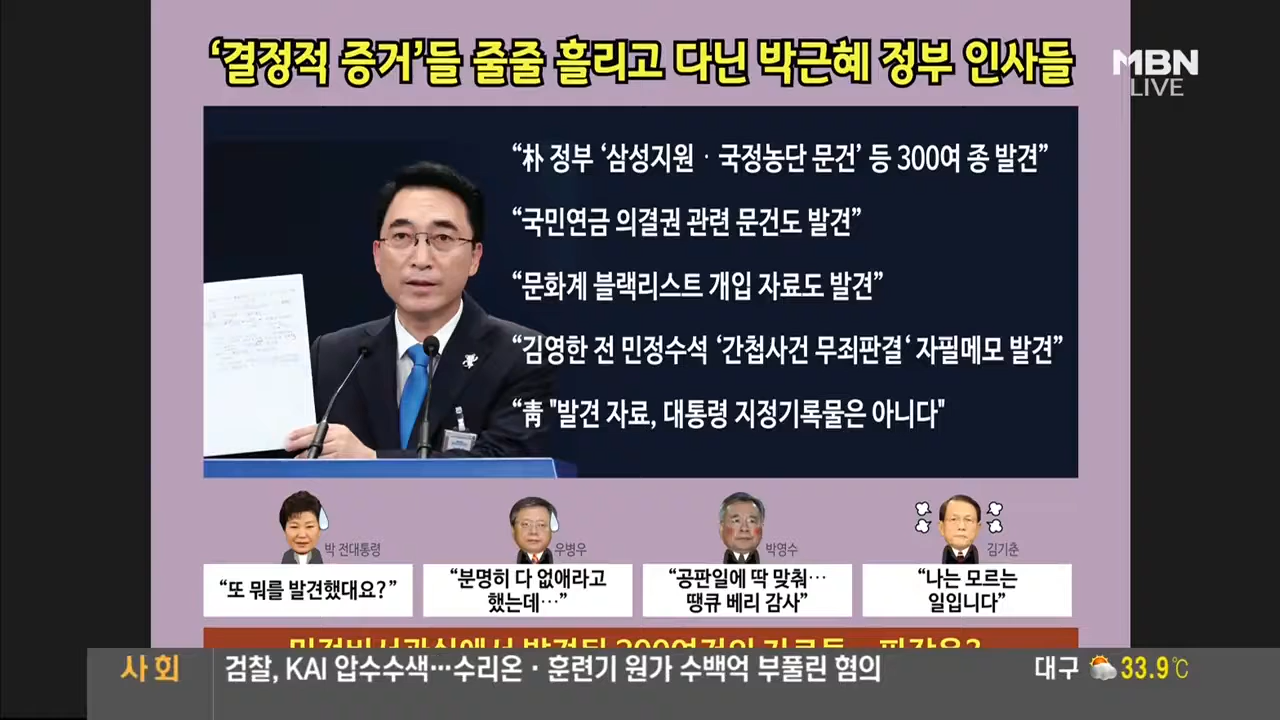 ‘결정적 증거’들 줄줄 흘리고 다닌 박근혜 정부 인사들
MBN
LIVE
“朴 정부 ‘삼성지원 · 국정농단 문건’ 등 300여 종 발견”
“국민연금 의결권 관련 문건도 발견”
“문화계 블랙리스트 개입 자료도 발견”
“김영한 전 민정수석 ‘간첩사건 무죄판결‘ 자필메모 발견”
“靑 "발견 자료, 대통령 지정기록물은 아니다"
박 전대통령
“또 뭐를 발견했대요?”
우병우
“분명히 다 없애라고
했는데…”
박영수
“공판일에 딱 맞춰…
땡큐 베리 감사”
김기춘
“나는 모르는
일입니다”
사회
검찰, KAI 압수수색…수리온 · 훈련기 원가 수백억 부풀린 혐의
대구 33.9℃